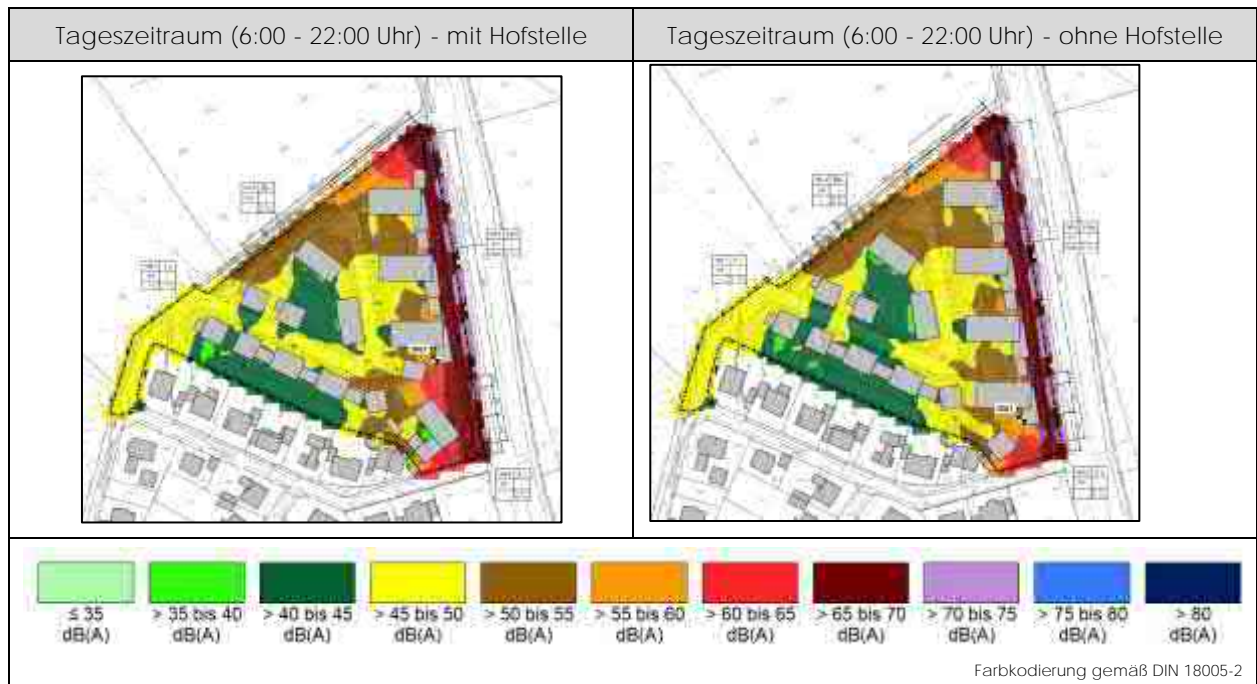 Tageszeitraum (6:00 - 22:00 Uhr) - mit Hofstelle
Tageszeitraum (6:00 - 22:00 Uhr) - ohne Hofstelle
≤ 35 dB(A)
> 35 bis 40 dB(A)
> 40 bis 45 dB(A)
> 45 bis 50 dB(A)
> 50 bis 55 dB(A)
> 55 bis 60 dB(A)
> 60 bis 65 dB(A)
> 65 bis 70 dB(A)
> 70 bis 75 dB(A)
> 75 bis 80 dB(A)
> 80 dB(A)
Farbkodierung gemäß DIN 18005-2